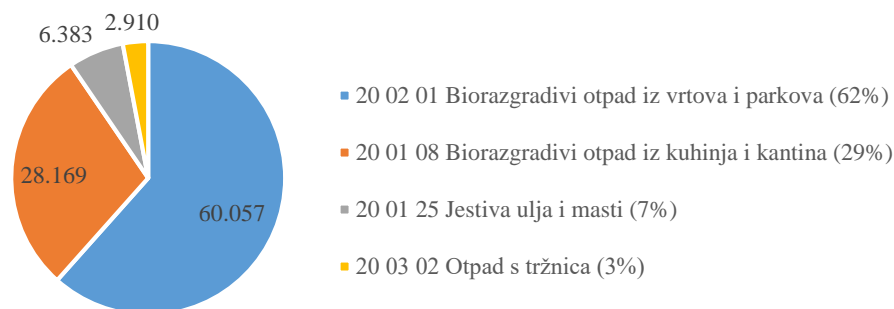 2.910
6.383
28.169
60.057
20 02 01 Biorazgradivi otpad iz vrtova i parkova (62%)
20 01 08 Biorazgradivi otpad iz kuhinja i kantina (29%)
20 01 25 Jestiva ulja i masti (7%)
20 03 02 Otpad s tržnica (3%)